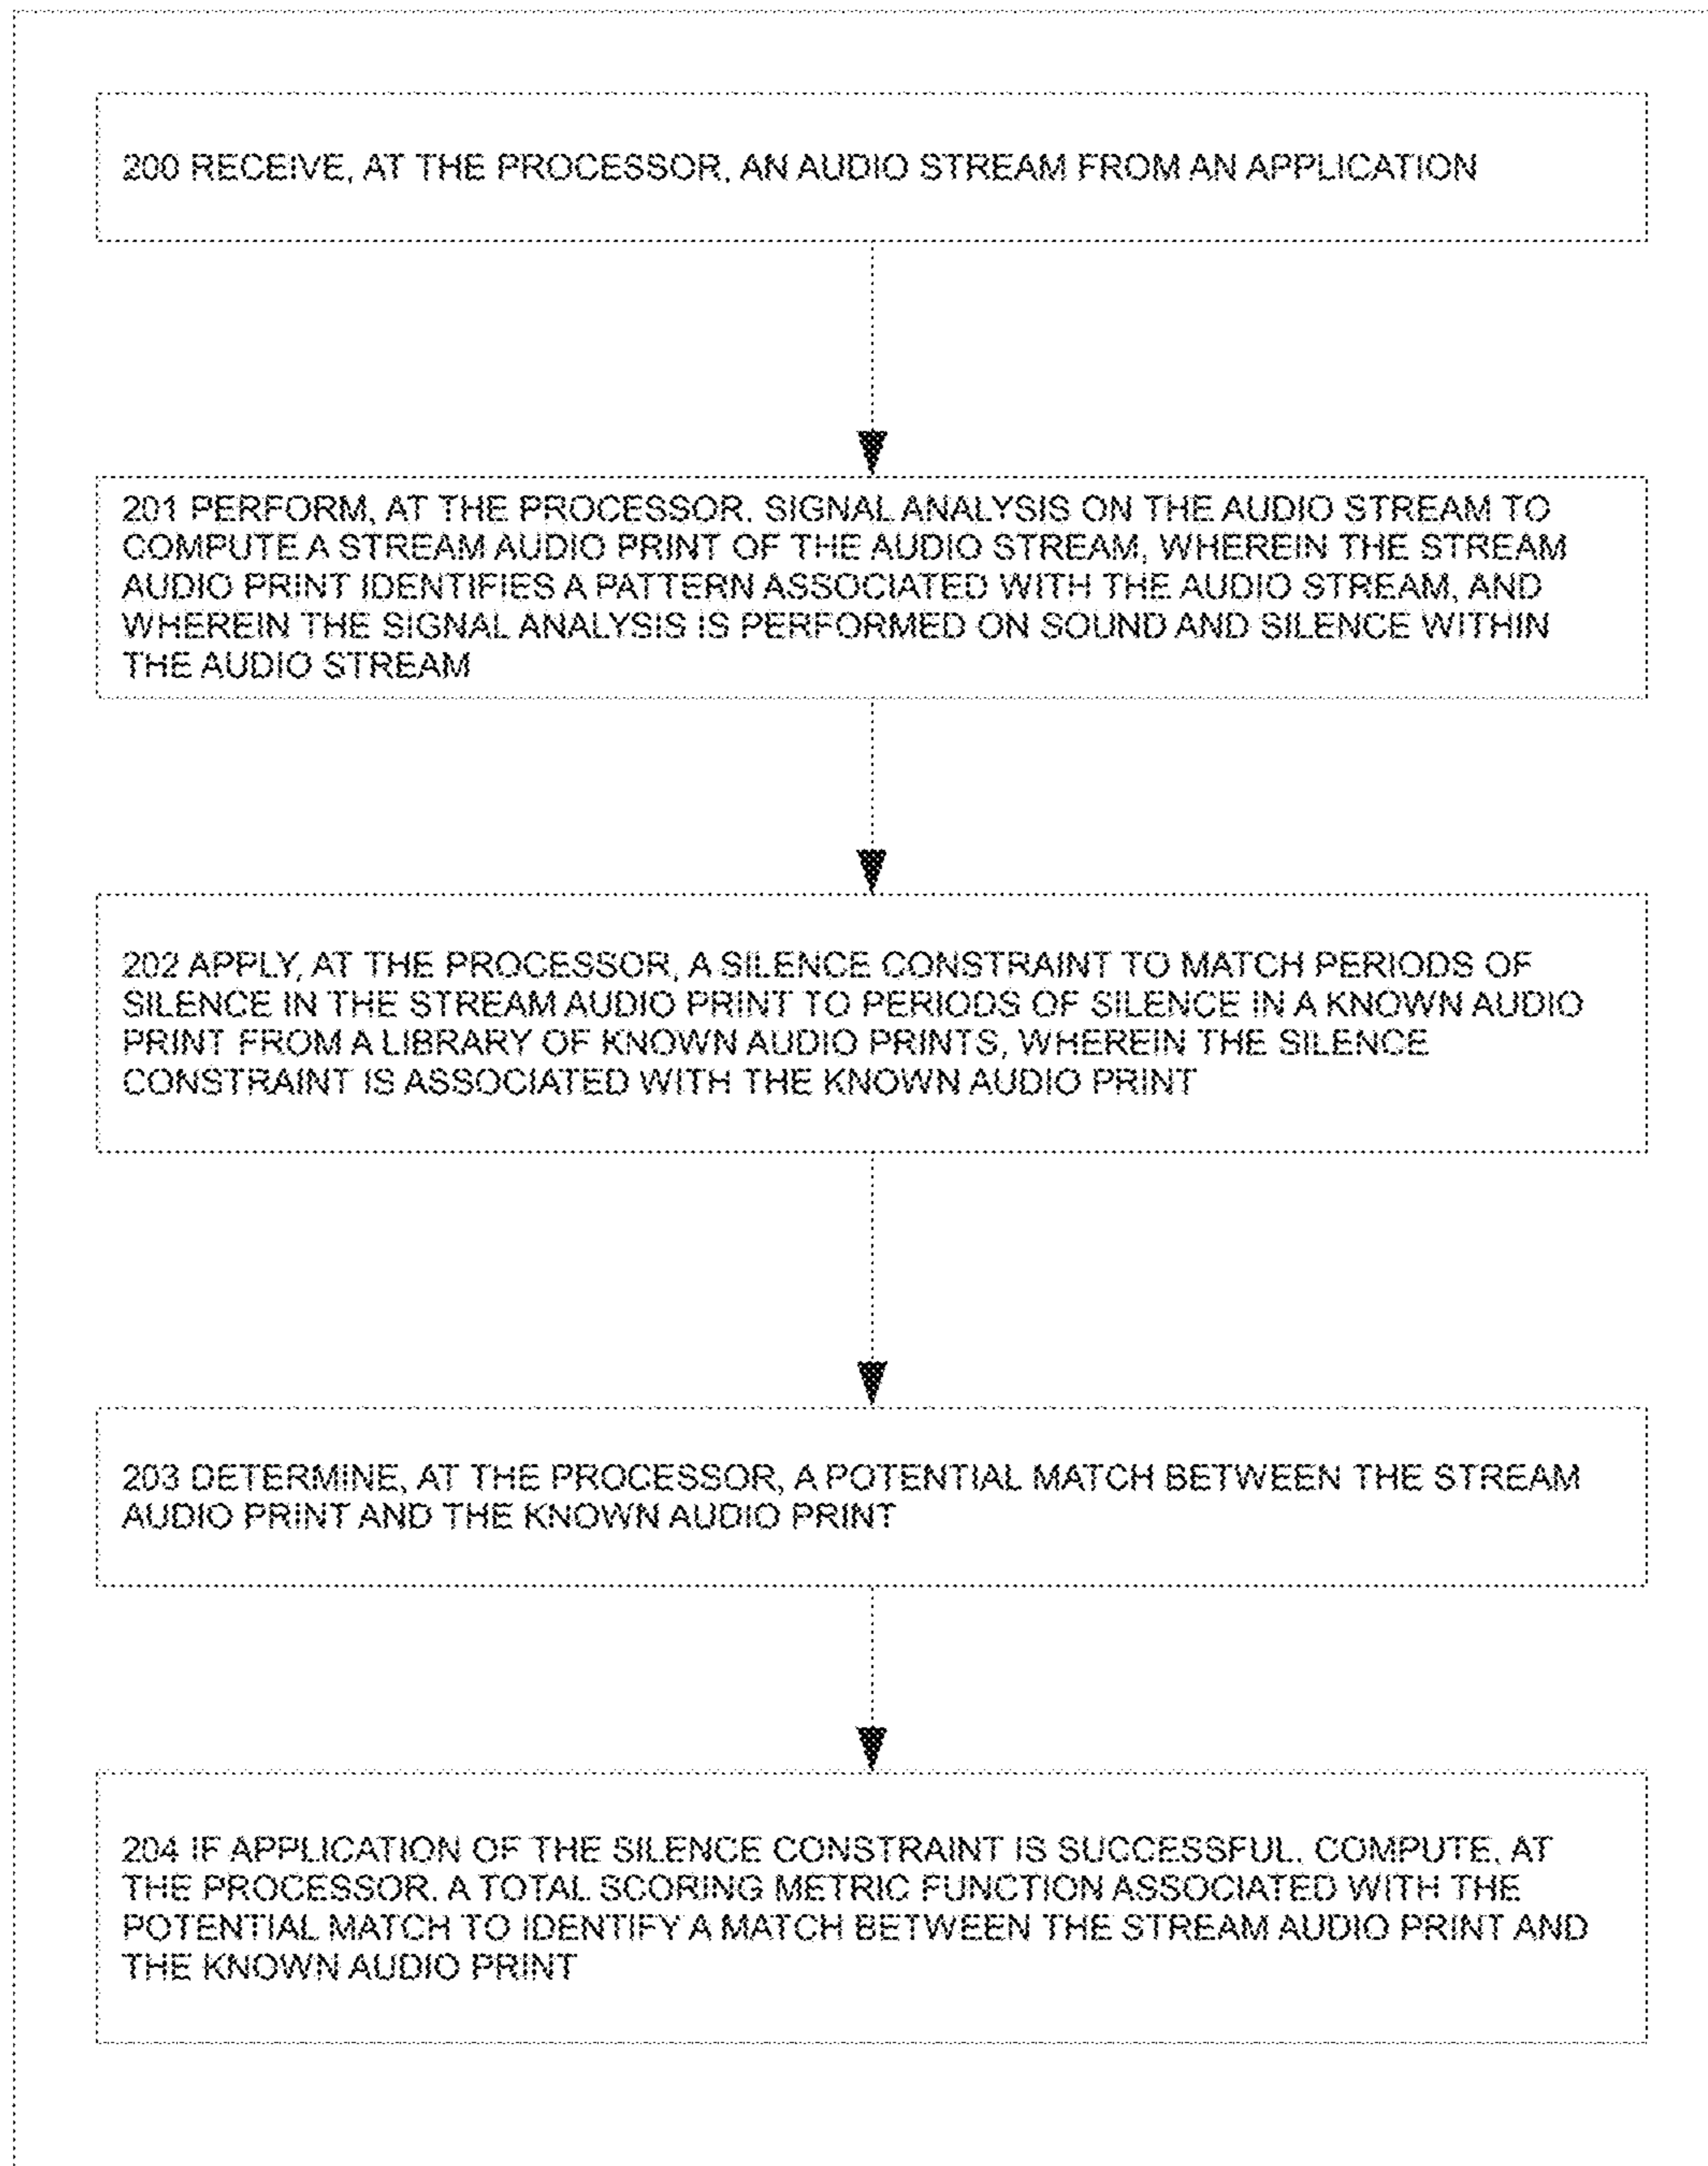 200 RECEIVE, AT THE PROCESSOR, AN AUDIO STREAM FROM AN APPLICATION
201 PERFORM, AT THE PROCESSOR, SIGNAL ANALYSIS ON THE AUDIO STREAM TO
COMPUTE A STREAM AUDIO PRINT OF THE AUDIO STREAM, WHEREIN THE STREAM
AUDIO PRINT IDENTIFIES A PATTERN ASSOCIATED WITH THE AUDIO STREAM, AND
WHEREIN THE SIGNAL ANALYSIS IS PERFORMED ON SOUND AND SILENCE WITHIN
THE AUDIO STREAM
202 APPLY, AT THE PROCESSOR, A SILENCE CONSTRAINT TO MATCH PERIODS OF
SILENCE IN THE STREAM AUDIO PRINT TO PERIODS OF SILENCE IN A KNOWN AUDIO
PRINT FROM A LIBRARY OF KNOWN AUDIO PRINTS, WHEREIN THE SILENCE
CONSTRAINT IS ASSOCIATED WITH THE KNOWN AUDIO PRINT
203 DETERMINE, AT THE PROCESSOR, A POTENTIAL MATCH BETWEEN THE STREAM
AUDIO PRINT AND THE KNOWN AUDIO PRINT
204 IF APPLICATION OF THE SILENCE CONSTRAINT IS SUCCESSFUL, COMPUTE, AT
THE PROCESSOR, A TOTAL SCORING METRIC FUNCTION ASSOCIATED WITH THE
POTENTIAL MATCH TO IDENTIFY A MATCH BETWEEN THE STREAM AUDIO PRINT AND
THE KNOWN AUDIO PRINT